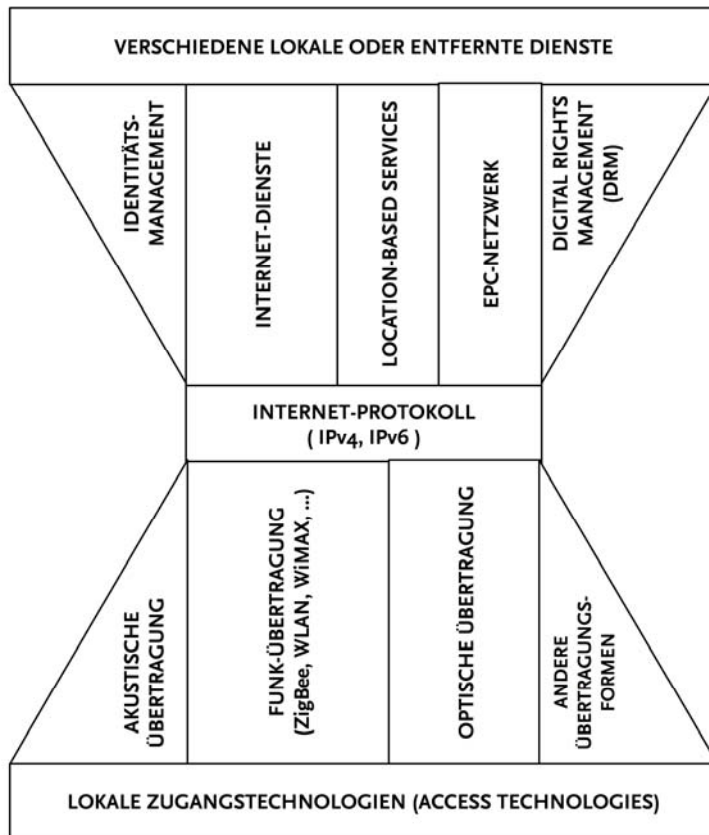 VERSCHIEDENE LOKALE ODER ENTFERNTE DIENSTE
IDENTITÄTS-
MANAGEMENT
INTERNET-DIENSTE
LOCATION-BASED SERVICES
EPC-NETZWERK
DIGITAL RIGHTS
MANAGEMENT
(DRM)
INTERNET-PROTOKOLL
( IPv4, IPv6 )
AKUSTISCHE
ÜBERTRAGUNG
FUNK-ÜBERTRAGUNG
(ZigBee, WLAN, WiMAX, ...)
OPTISCHE ÜBERTRAGUNG
ANDERE
ÜBERTRAGUNGS-
FORMEN
LOKALE ZUGANGSTECHNOLOGIEN (ACCESS TECHNOLOGIES)